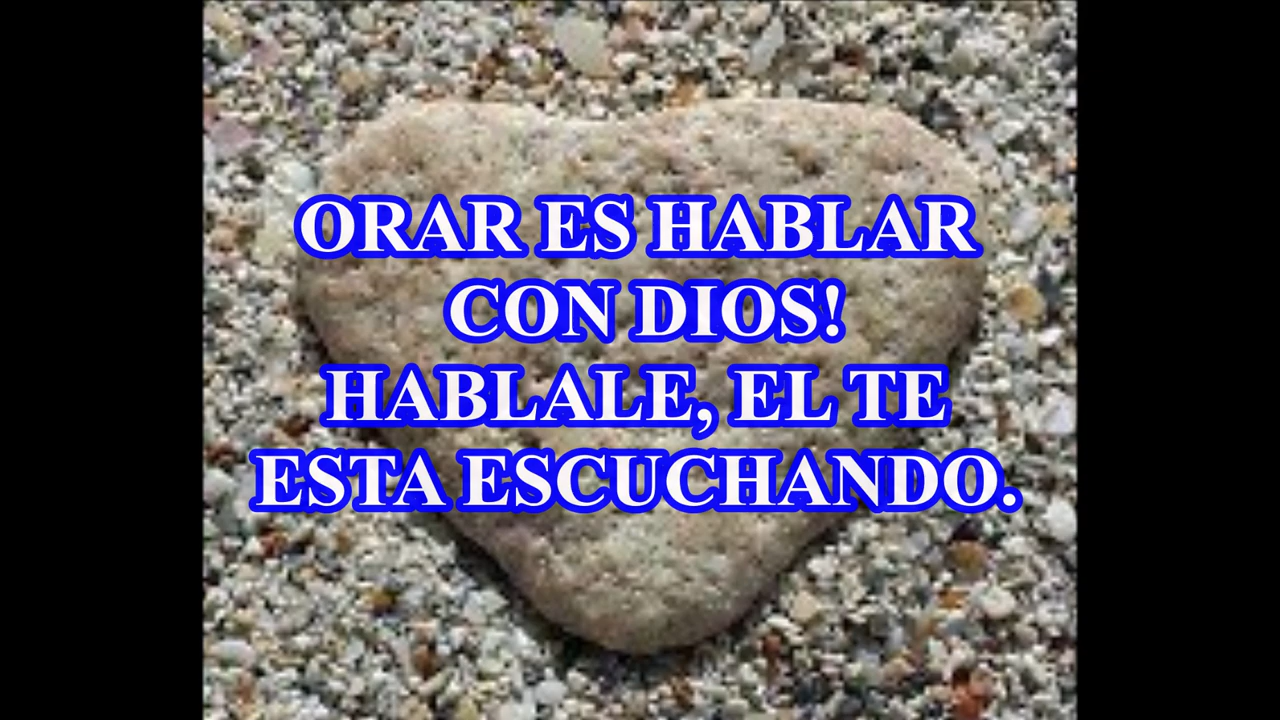 ORAR ES HABLAR
CON DIOS!
HABLALE, EL TE
ESTA ESCUCHANDO.